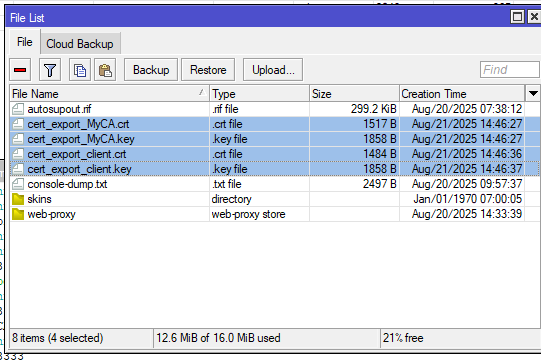 File List
File Cloud Backup
Backup Restore Upload... Find
File Name Type Size Creation Time
autosupout.rif .rif file 299.2 KiB Aug/20/2025 07:38:12
cert_export_MyCA.crt .crt file 1517 B Aug/21/2025 14:46:27
cert_export_MyCA.key .key file 1858 B Aug/21/2025 14:46:27
cert_export_client.crt .crt file 1484 B Aug/21/2025 14:46:36
cert_export_client.key .key file 1858 B Aug/21/2025 14:46:37
console-dump.txt .txt file 2497 B Aug/20/2025 09:57:37
skins directory Jan/01/1970 07:00:05
web-proxy web-proxy store Aug/20/2025 14:33:39
8 items (4 selected) 12.6 MiB of 16.0 MiB used 21% free
3333